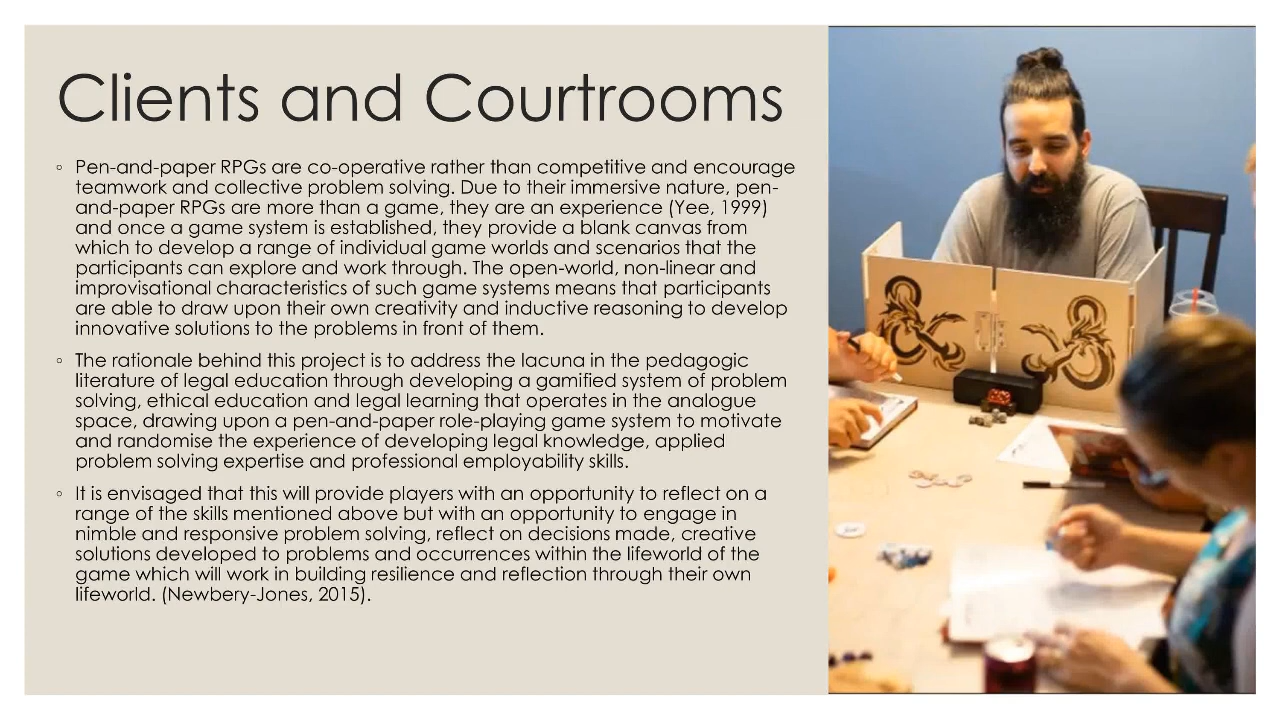 Clients and Courtrooms
◦ Pen-and-paper RPGs are co-operative rather than competitive and encourage
teamwork and collective problem solving. Due to their immersive nature, pen-
and-paper RPGs are more than a game, they are an experience (Yee, 1999)
and once a game system is established, they provide a blank canvas from
which to develop a range of individual game worlds and scenarios that the
participants can explore and work through. The open-world, non-linear and
improvisational characteristics of such game systems means that participants
are able to draw upon their own creativity and inductive reasoning to develop
innovative solutions to the problems in front of them.
◦ The rationale behind this project is to address the lacuna in the pedagogic
literature of legal education through developing a gamified system of problem
solving, ethical education and legal learning that operates in the analogue
space, drawing upon a pen-and-paper role-playing game system to motivate
and randomise the experience of developing legal knowledge, applied
problem solving expertise and professional employability skills.
◦ It is envisaged that this will provide players with an opportunity to reflect on a
range of the skills mentioned above but with an opportunity to engage in
nimble and responsive problem solving, reflect on decisions made, creative
solutions developed to problems and occurrences within the lifeworld of the
game which will work in building resilience and reflection through their own
lifeworld. (Newbery-Jones, 2015).